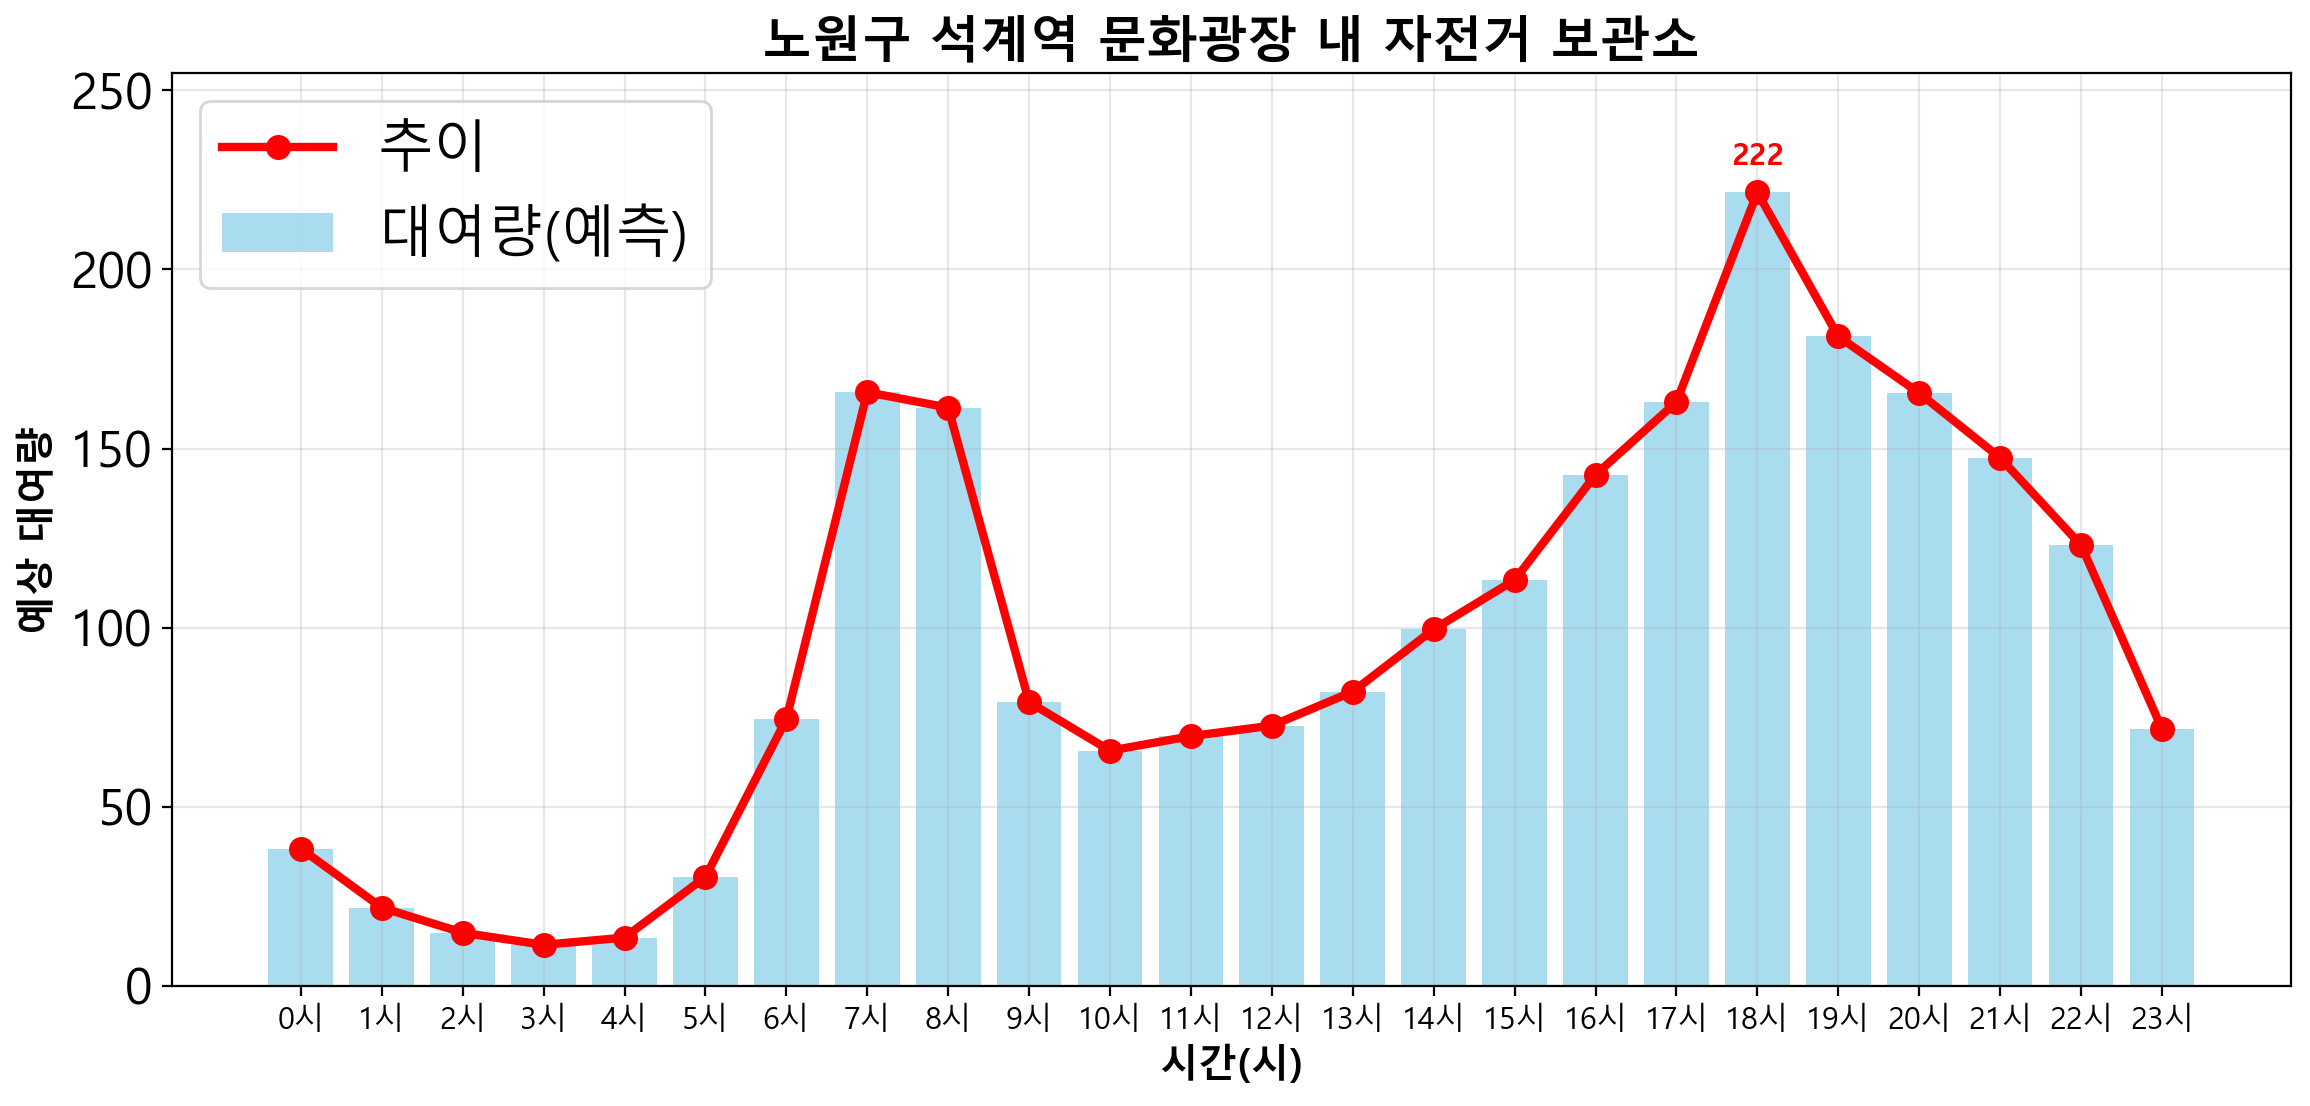 노원구 석계역 문화광장 내 자전거 보관소
추이
대여량(예측)
예상 대여량
250
200
150
100
50
0
222
0시 1시 2시 3시 4시 5시 6시 7시 8시 9시 10시 11시 12시 13시 14시 15시 16시 17시 18시 19시 20시 21시 22시 23시
시간(시)